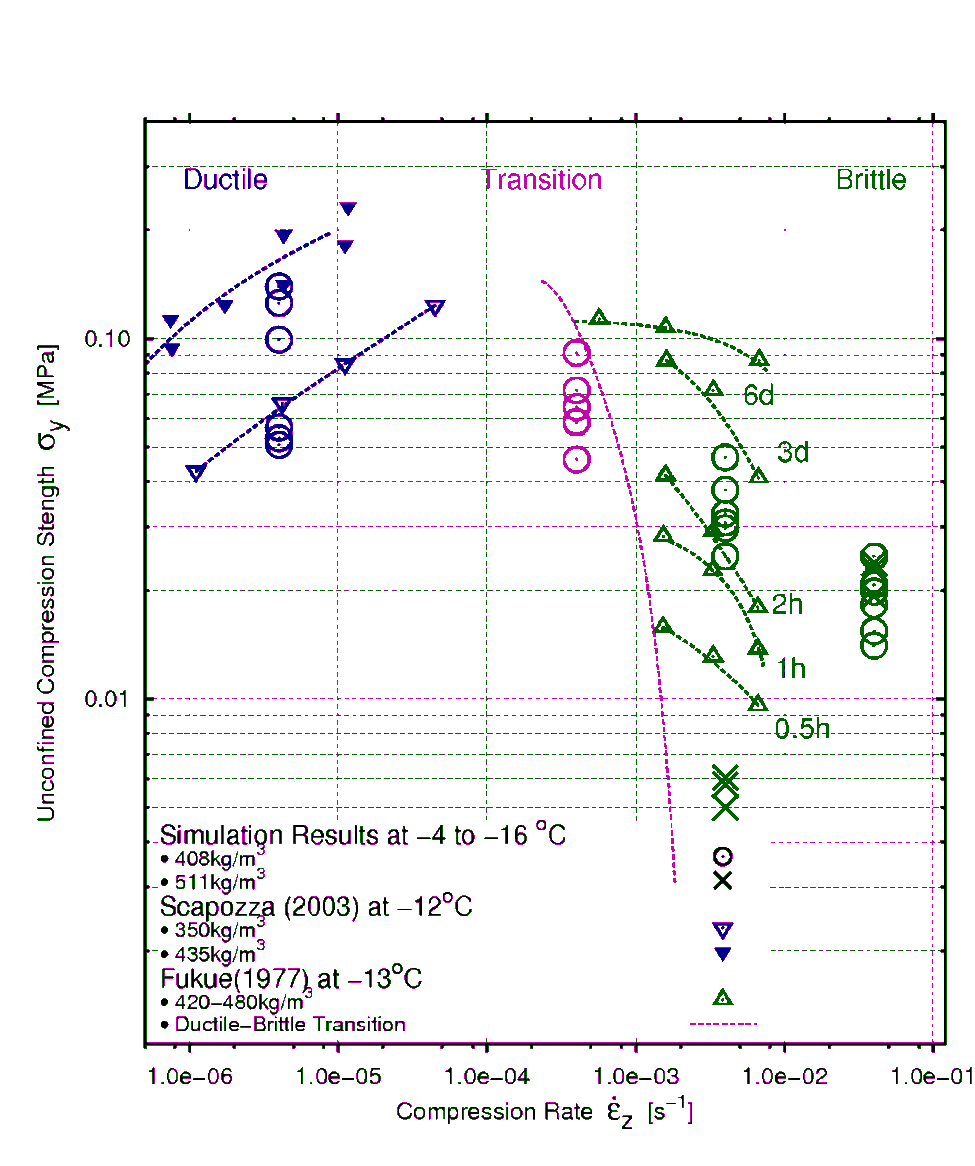 Ductile Transition Brittle
0.10
0.01
Unconfined Compression Stength σy [MPa]
6d
3d
2h
1h
0.5h
Simulation Results at −4 to −16 °C
• 408kg/m³
• 511kg/m³
Scapozza (2003) at −12°C
• 350kg/m³
• 435kg/m³
Fukue(1977) at −13°C
• 420−480kg/m³
• Ductile−Brittle Transition
1.0e−06 1.0e−05 1.0e−04 1.0e−03 1.0e−02 1.0e−01
Compression Rate ε̇z [s⁻¹]